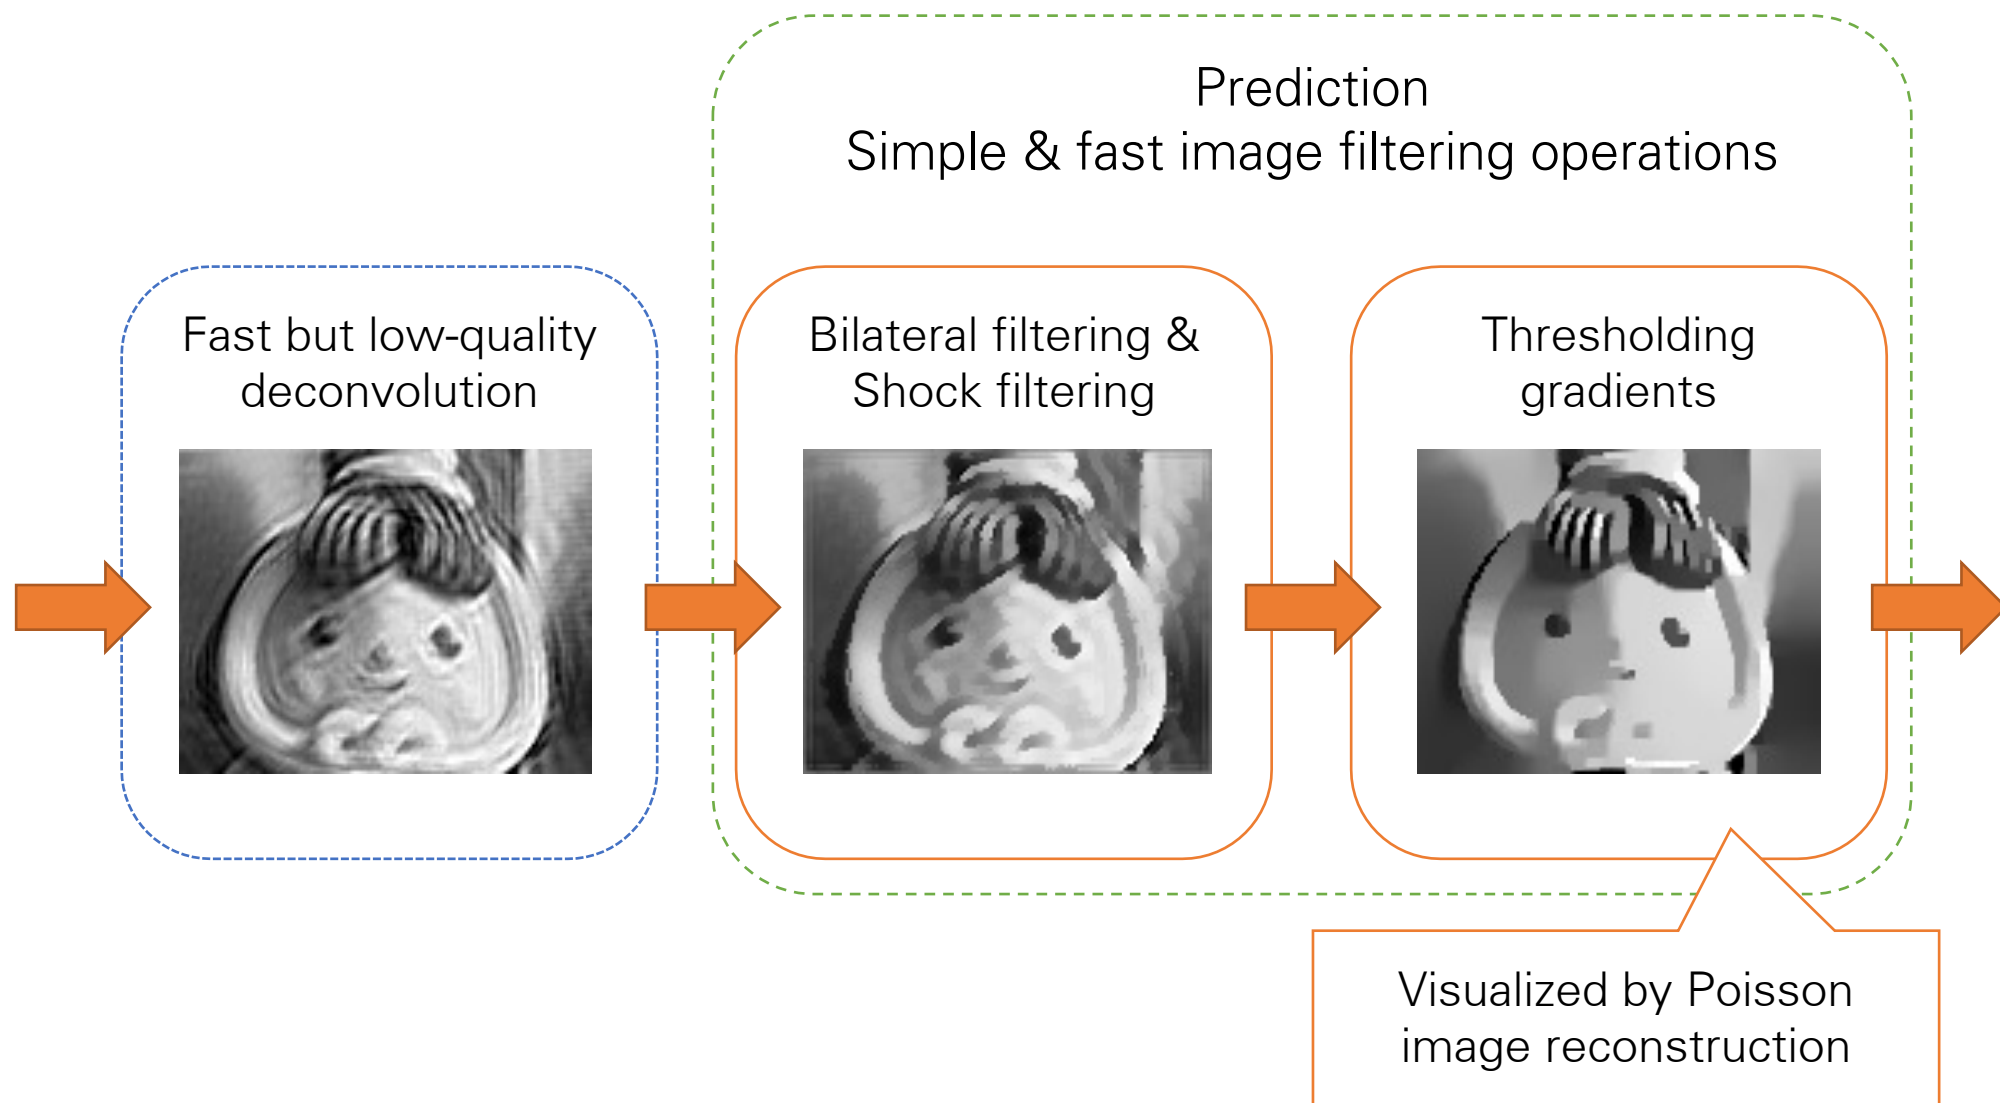 Prediction
Simple & fast image filtering operations
Fast but low-quality
deconvolution
Bilateral filtering &
Shock filtering
Thresholding
gradients
Visualized by Poisson
image reconstruction